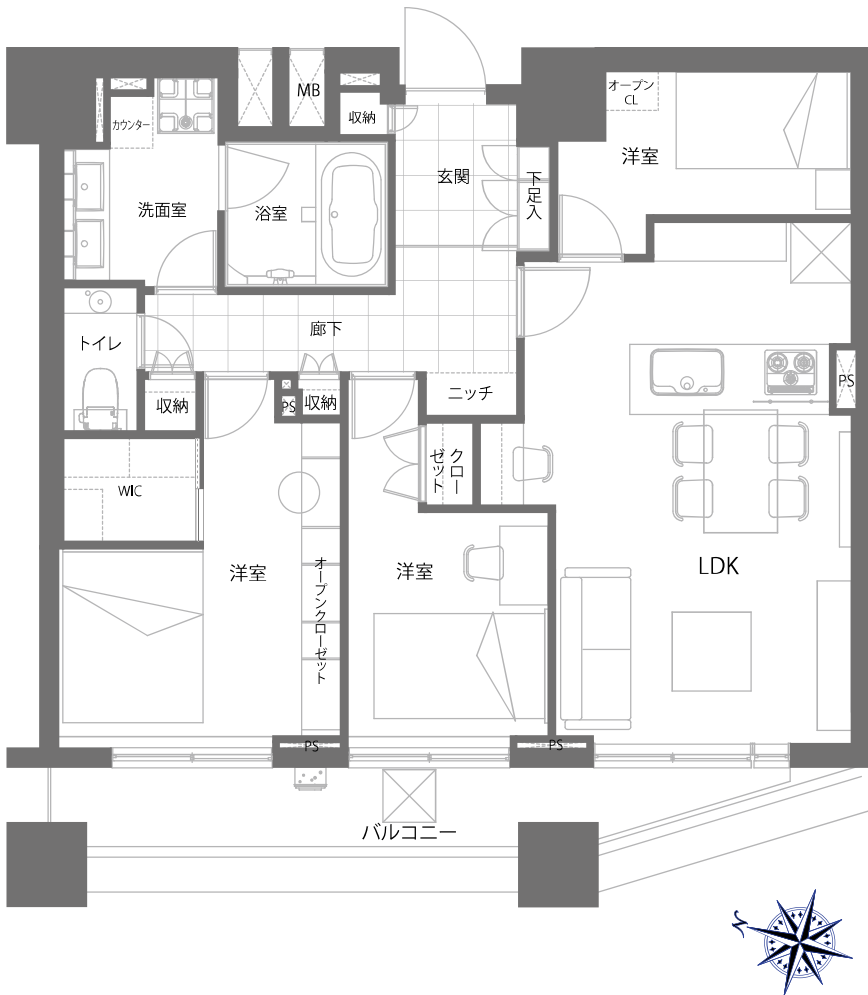 MB
オープン
CL
カウンター
収納
洋室
玄関
下足入
洗面室
浴室
廊下
トイレ
PS
ニッチ
収納
PS
収納
クロー
ゼット
WIC
LDK
洋室
洋室
オープンクローゼット
PS
PS
バルコニー
N